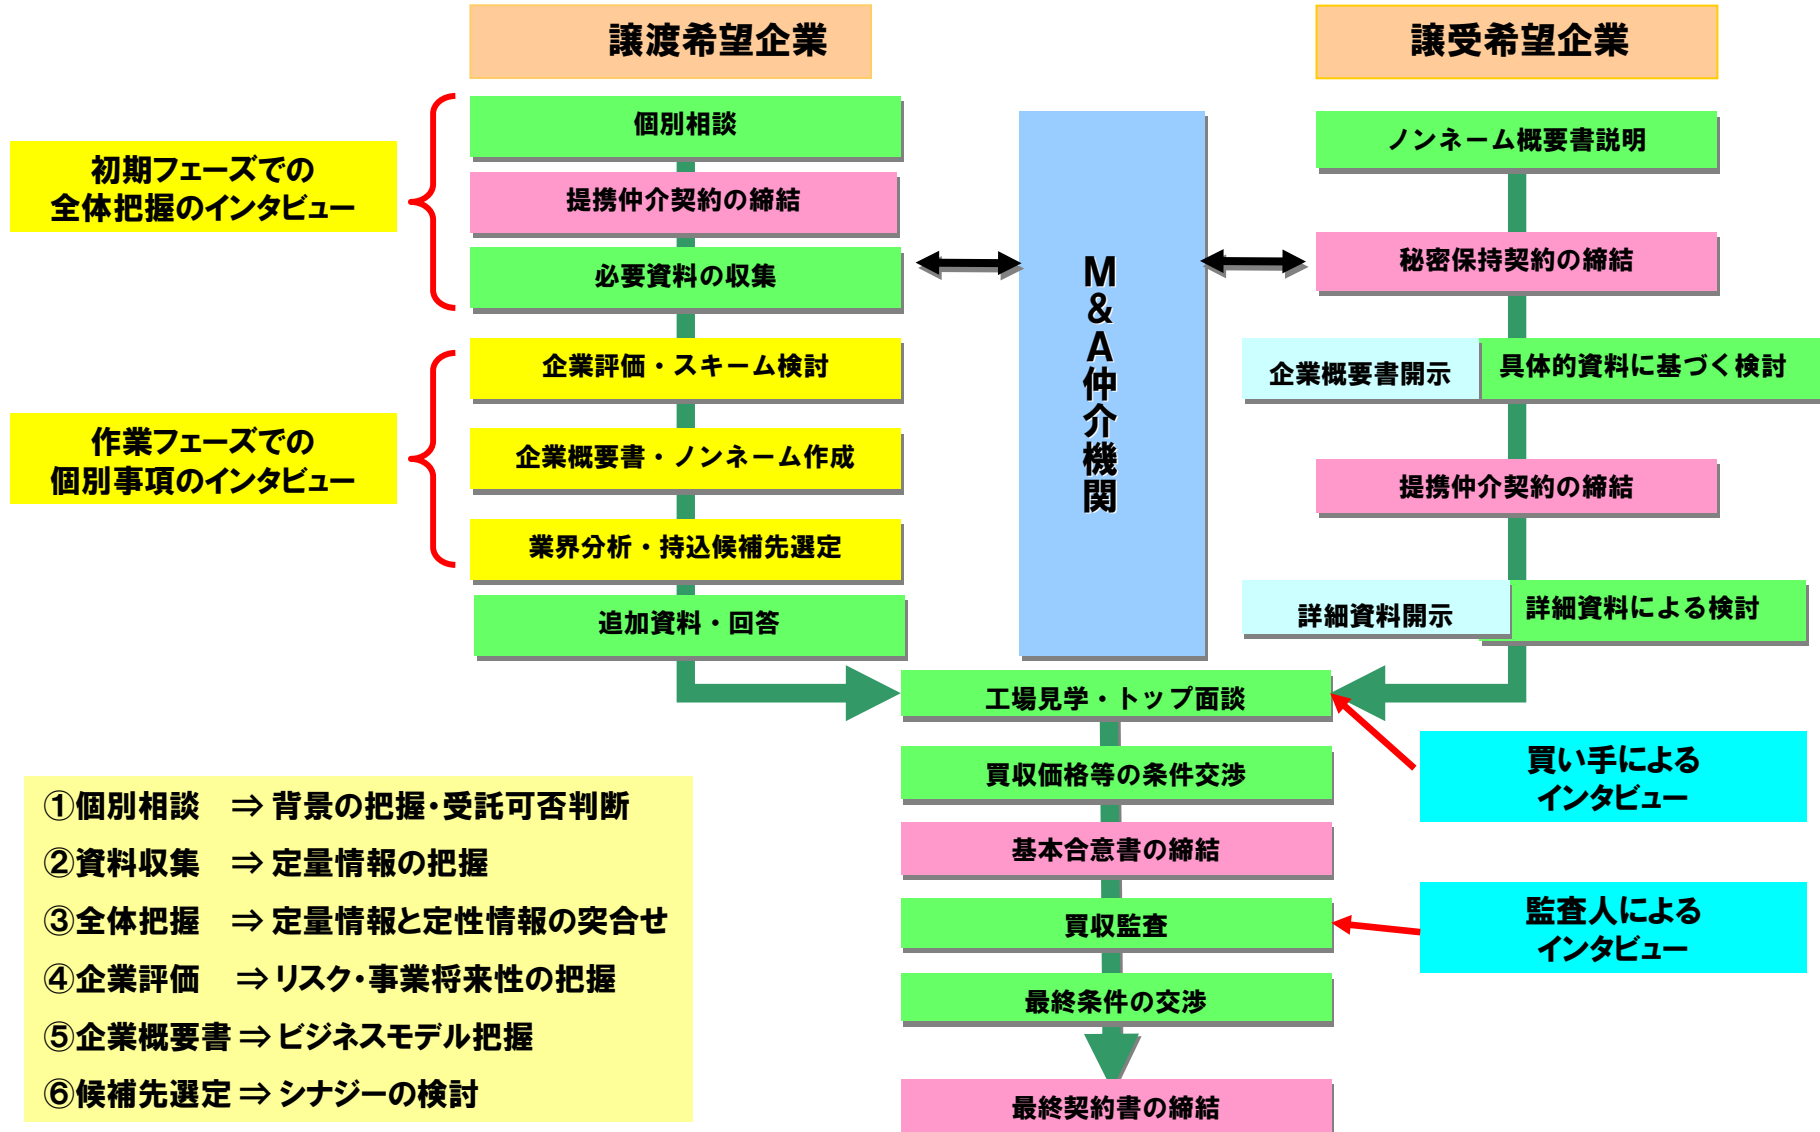 譲渡希望企業
譲受希望企業
初期フェーズでの
全体把握のインタビュー
個別相談
提携仲介契約の締結
必要資料の収集
作業フェーズでの
個別事項のインタビュー
企業評価・スキーム検討
企業概要書・ノンネーム作成
業界分析・持込候補先選定
追加資料・回答
M&A仲介機関
ノンネーム概要書説明
秘密保持契約の締結
企業概要書開示
具体的資料に基づく検討
提携仲介契約の締結
詳細資料開示
詳細資料による検討
工場見学・トップ面談
買収価格等の条件交渉
基本合意書の締結
買収監査
最終条件の交渉
最終契約書の締結
買い手による
インタビュー
監査人による
インタビュー
①個別相談 ⇒ 背景の把握・受託可否判断
②資料収集 ⇒ 定量情報の把握
③全体把握 ⇒ 定量情報と定性情報の突合せ
④企業評価 ⇒ リスク・事業将来性の把握
⑤企業概要書 ⇒ ビジネスモデル把握
⑥候補先選定 ⇒ シナジーの検討